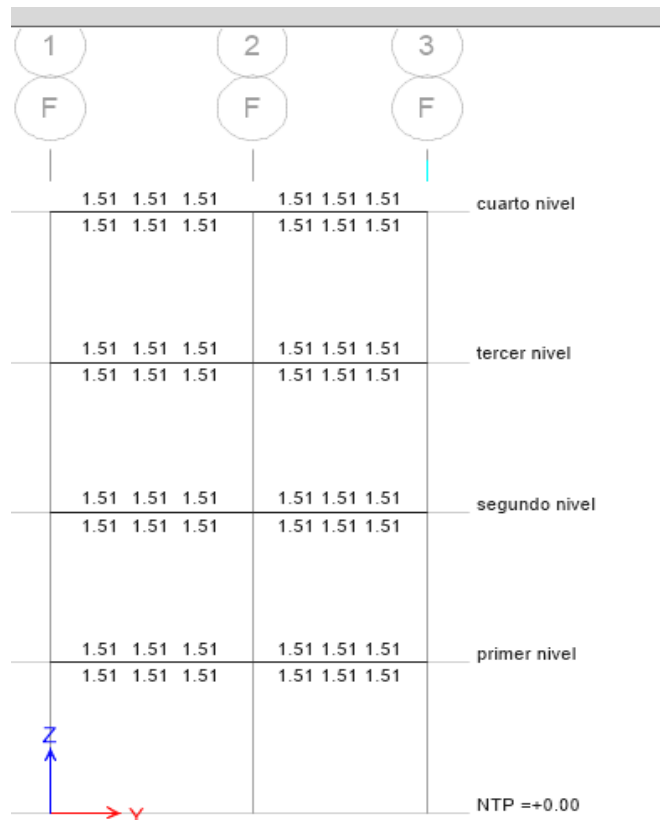 1 2 3
F F F
1.51 1.51 1.51 1.51 1.51 1.51 cuarto nivel
1.51 1.51 1.51 1.51 1.51 1.51
1.51 1.51 1.51 1.51 1.51 1.51 tercer nivel
1.51 1.51 1.51 1.51 1.51 1.51
1.51 1.51 1.51 1.51 1.51 1.51 segundo nivel
1.51 1.51 1.51 1.51 1.51 1.51
1.51 1.51 1.51 1.51 1.51 1.51 primer nivel
1.51 1.51 1.51 1.51 1.51 1.51
Z
Y NTP =+0.00